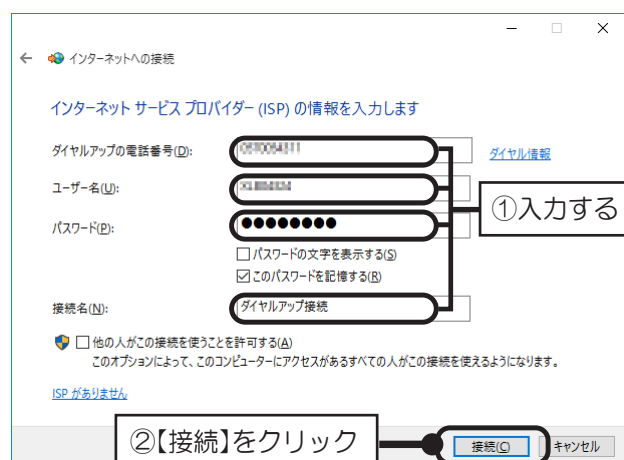 インターネットへの接続
インターネット サービス プロバイダー (ISP) の情報を入力します
ダイヤルアップの電話番号(D):
ダイヤル情報
ユーザー名(U):
①入力する
パスワード(P):
●●●●●●●●
パスワードの文字を表示する(S)
このパスワードを記憶する(R)
接続名(N):
ダイヤルアップ接続
他の人がこの接続を使うことを許可する(A)
このオプションによって、このコンピューターにアクセスがあるすべての人がこの接続を使えるようになります。
ISP がありません
②【接続】をクリック
接続(C)
キャンセル